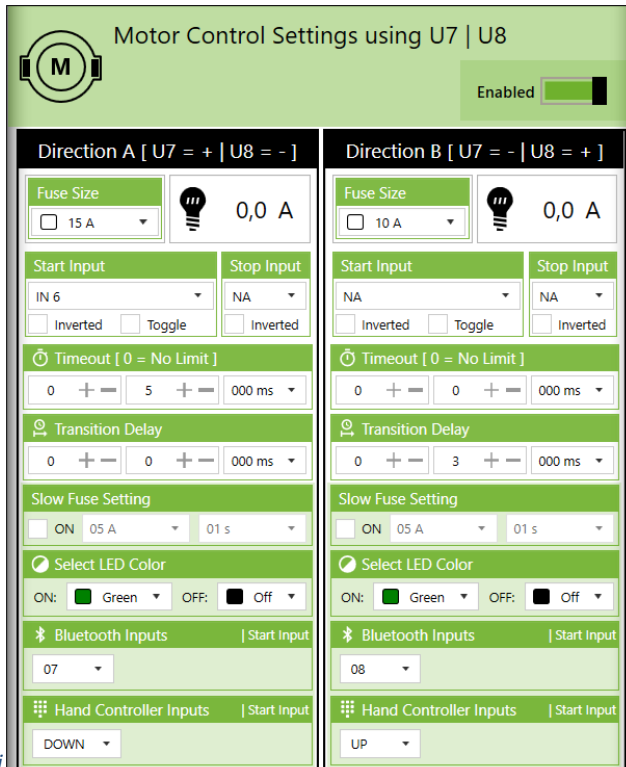 Motor Control Settings using U7 | U8
M
Enabled
Direction A [ U7 = + | U8 = - ]
Fuse Size
15 A
0,0 A
Start Input
Stop Input
IN 6
NA
Inverted
Toggle
Inverted
Timeout [ 0 = No Limit ]
0
5
000 ms
Transition Delay
0
0
000 ms
Slow Fuse Setting
ON
05 A
01 s
Select LED Color
ON:
Green
OFF:
Off
Bluetooth Inputs
| Start Input
07
Hand Controller Inputs
| Start Input
DOWN
Direction B [ U7 = - | U8 = + ]
Fuse Size
10 A
0,0 A
Start Input
Stop Input
NA
NA
Inverted
Toggle
Inverted
Timeout [ 0 = No Limit ]
0
0
000 ms
Transition Delay
0
3
000 ms
Slow Fuse Setting
ON
05 A
01 s
Select LED Color
ON:
Green
OFF:
Off
Bluetooth Inputs
| Start Input
08
Hand Controller Inputs
| Start Input
UP